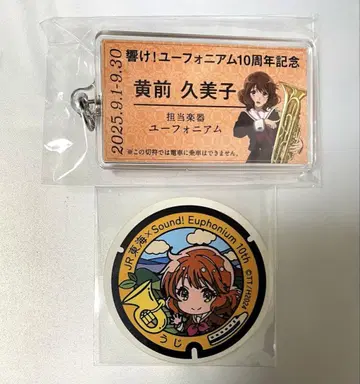 2025.9.1-9.30
響け!ユーフォニアム10周年記念
黄前 久美子
担当楽器
ユーフォニアム
※この切符では電車に乗車はできません。
JR東海×Sound! Euphonium 10th
©TT/H2024
うじ